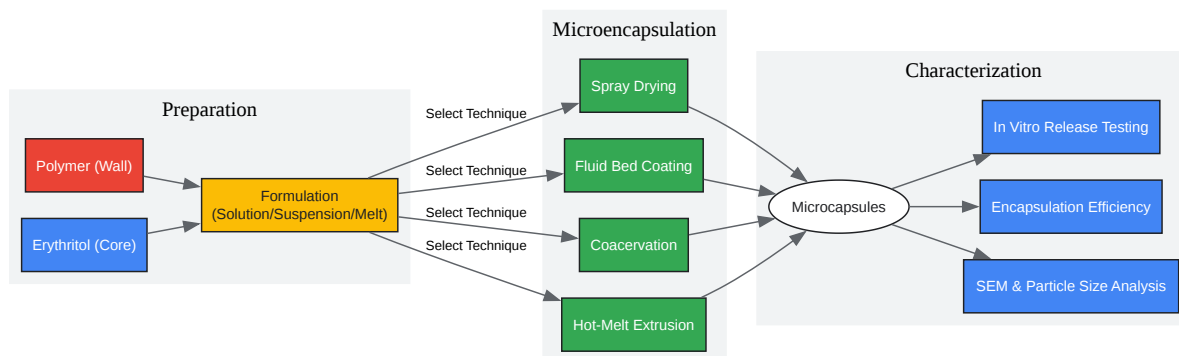 Preparation
Polymer (Wall)
Erythritol (Core)
Formulation
(Solution/Suspension/Melt)
Select Technique
Select Technique
Select Technique
Select Technique
Microencapsulation
Spray Drying
Fluid Bed Coating
Coacervation
Hot-Melt Extrusion
Characterization
Microcapsules
In Vitro Release Testing
Encapsulation Efficiency
SEM & Particle Size Analysis